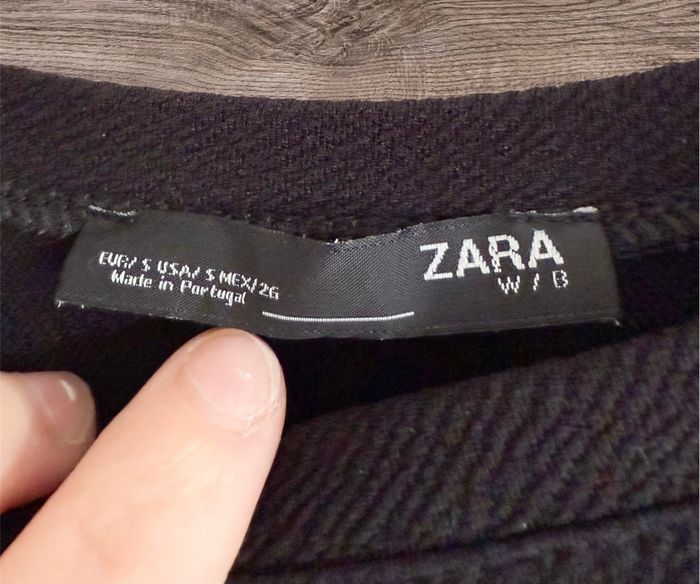 EUR/ S USA/ S MEX/26
Made in Portugal
ZARA
W / B